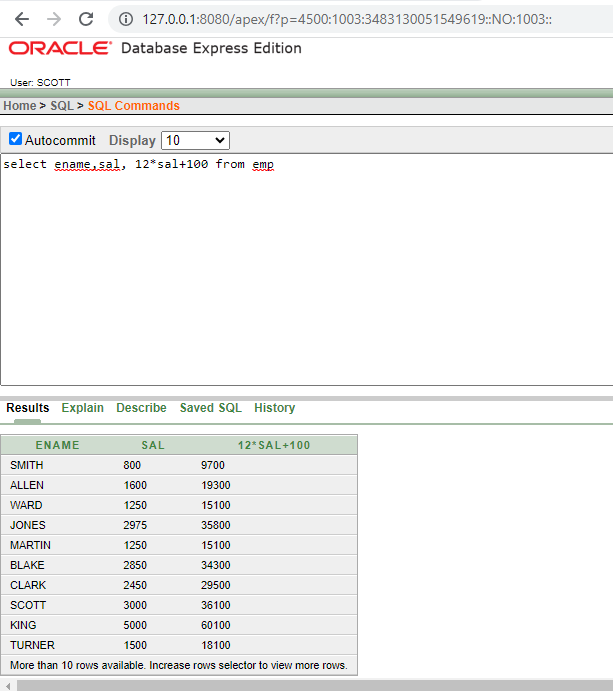 127.0.0.1:8080/apex/f?p=4500:1003:3483130051549619::NO:1003::
ORACLE Database Express Edition
User: SCOTT
Home > SQL > SQL Commands
Autocommit Display 10
select ename,sal, 12*sal+100 from emp
Results Explain Describe Saved SQL History
ENAME SAL 12*SAL+100
SMITH 800 9700
ALLEN 1600 19300
WARD 1250 15100
JONES 2975 35800
MARTIN 1250 15100
BLAKE 2850 34300
CLARK 2450 29500
SCOTT 3000 36100
KING 5000 60100
TURNER 1500 18100
More than 10 rows available. Increase rows selector to view more rows.